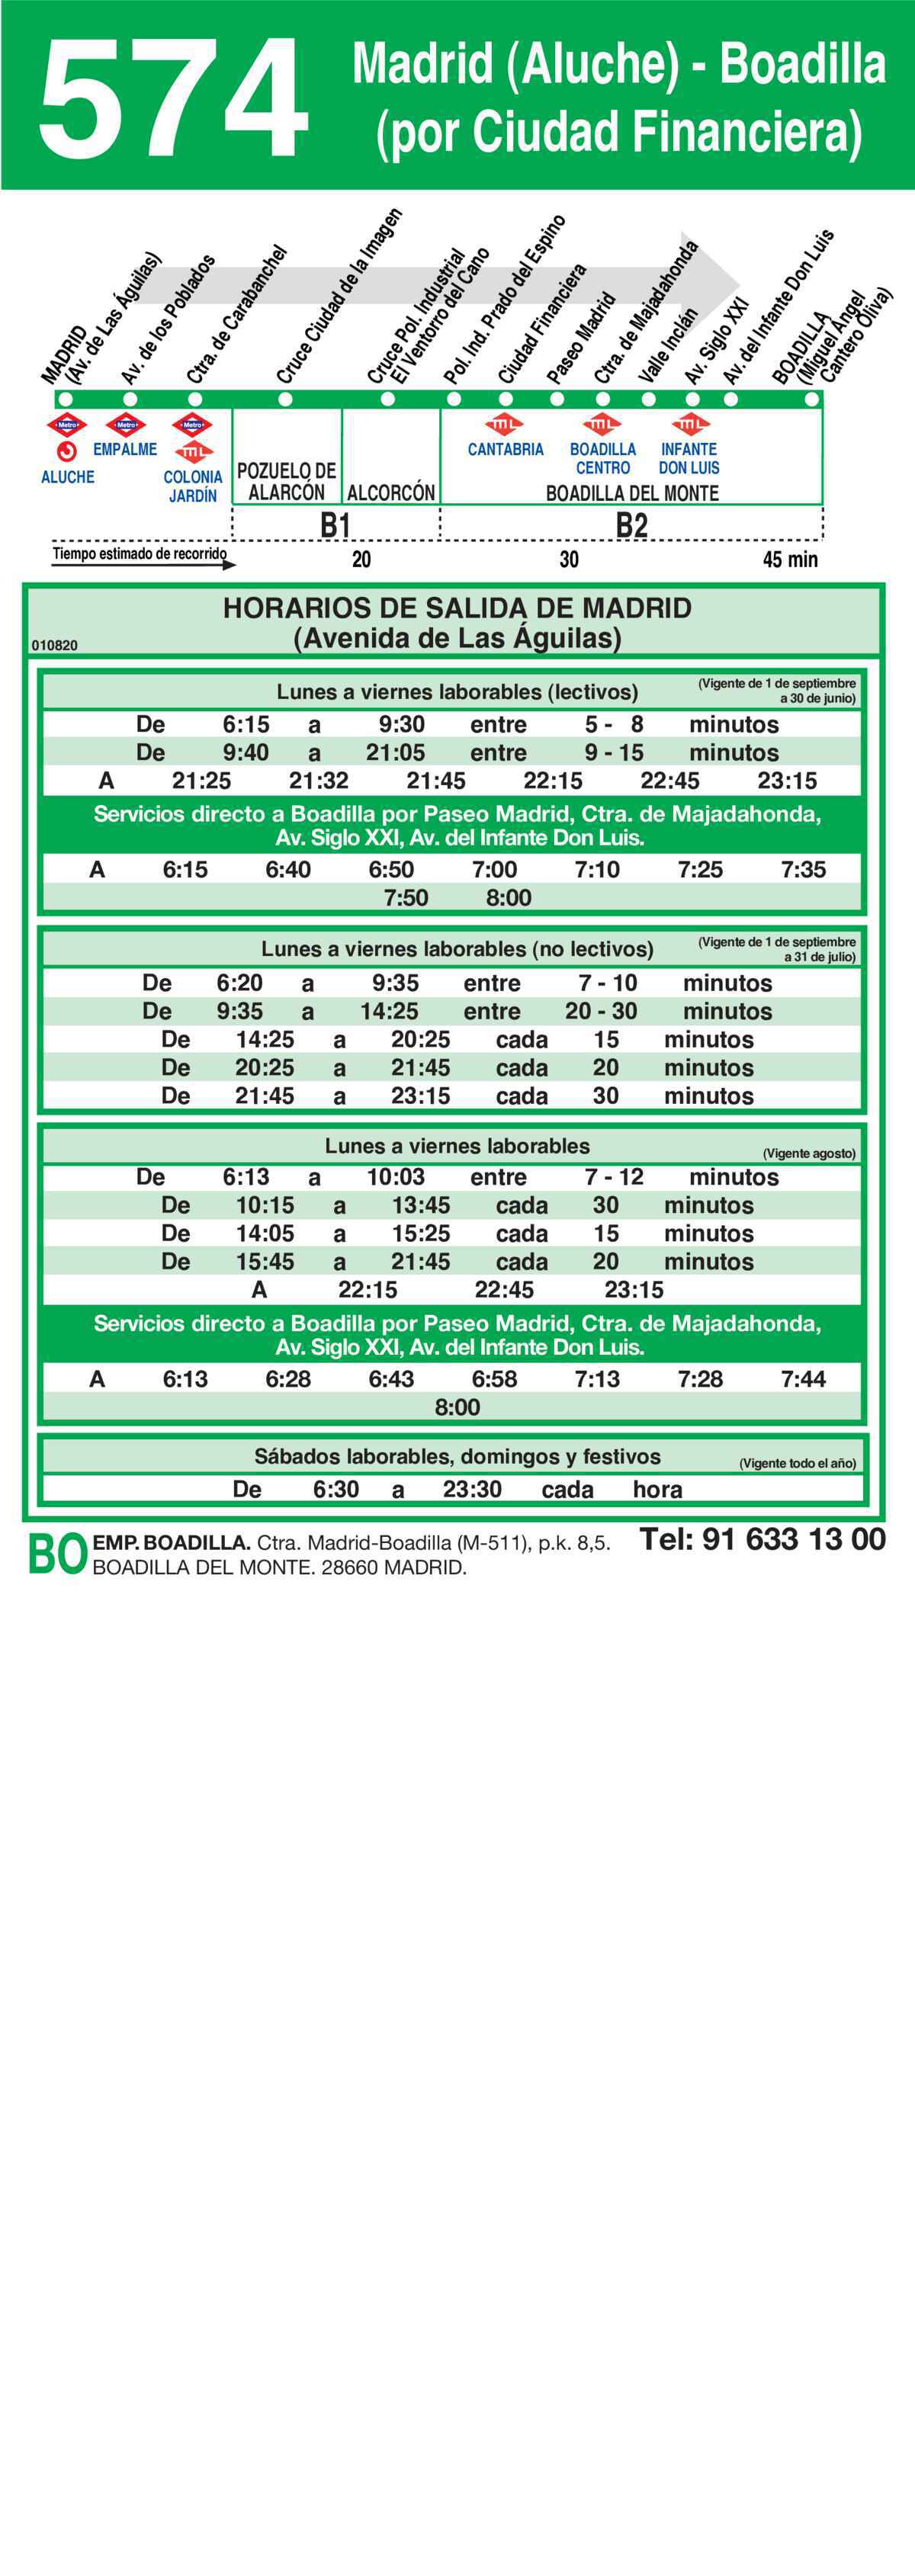 574
Madrid (Aluche) - Boadilla
(por Ciudad Financiera)
MADRID
(Av. de Las Águilas)
Av. de los Poblados
Ctra. de Carabanchel
Cruce Ciudad de la Imagen
Cruce Pol. Industrial
El Ventorro del Cano
Pol. Ind. Prado del Espino
Ciudad Financiera
Paseo Madrid
Ctra. de Majadahonda
Valle Inclán
Av. Siglo XXI
Av. del Infante Don Luis
BOADILLA
(Miguel Ángel
Cantero Oliva)
Metro Metro Metro
ALUCHE
EMPALME
mL
COLONIA
JARDÍN
mL
CANTABRIA
mL
BOADILLA
CENTRO
mL
INFANTE
DON LUIS
POZUELO DE
ALARCÓN
ALCORCÓN
BOADILLA DEL MONTE
B1 B2
Tiempo estimado de recorrido
20 30 45 min
HORARIOS DE SALIDA DE MADRID
(Avenida de Las Águilas)
010820
Lunes a viernes laborables (lectivos)
(Vigente de 1 de septiembre
a 30 de junio)
De 6:15 a 9:30 entre 5 - 8 minutos
De 9:40 a 21:05 entre 9 - 15 minutos
A 21:25 21:32 21:45 22:15 22:45 23:15
Servicios directo a Boadilla por Paseo Madrid, Ctra. de Majadahonda,
Av. Siglo XXI, Av. del Infante Don Luis.
A 6:15 6:40 6:50 7:00 7:10 7:25 7:35
7:50 8:00
Lunes a viernes laborables (no lectivos)
(Vigente de 1 de septiembre
a 31 de julio)
De 6:20 a 9:35 entre 7 - 10 minutos
De 9:35 a 14:25 entre 20 - 30 minutos
De 14:25 a 20:25 cada 15 minutos
De 20:25 a 21:45 cada 20 minutos
De 21:45 a 23:15 cada 30 minutos
Lunes a viernes laborables
(Vigente agosto)
De 6:13 a 10:03 entre 7 - 12 minutos
De 10:15 a 13:45 cada 30 minutos
De 14:05 a 15:25 cada 15 minutos
De 15:45 a 21:45 cada 20 minutos
A 22:15 22:45 23:15
Servicios directo a Boadilla por Paseo Madrid, Ctra. de Majadahonda,
Av. Siglo XXI, Av. del Infante Don Luis.
A 6:13 6:28 6:43 6:58 7:13 7:28 7:44
8:00
Sábados laborables, domingos y festivos
(Vigente todo el año)
De 6:30 a 23:30 cada hora
BO
EMP. BOADILLA. Ctra. Madrid-Boadilla (M-511), p.k. 8,5.
BOADILLA DEL MONTE. 28660 MADRID.
Tel: 91 633 13 00